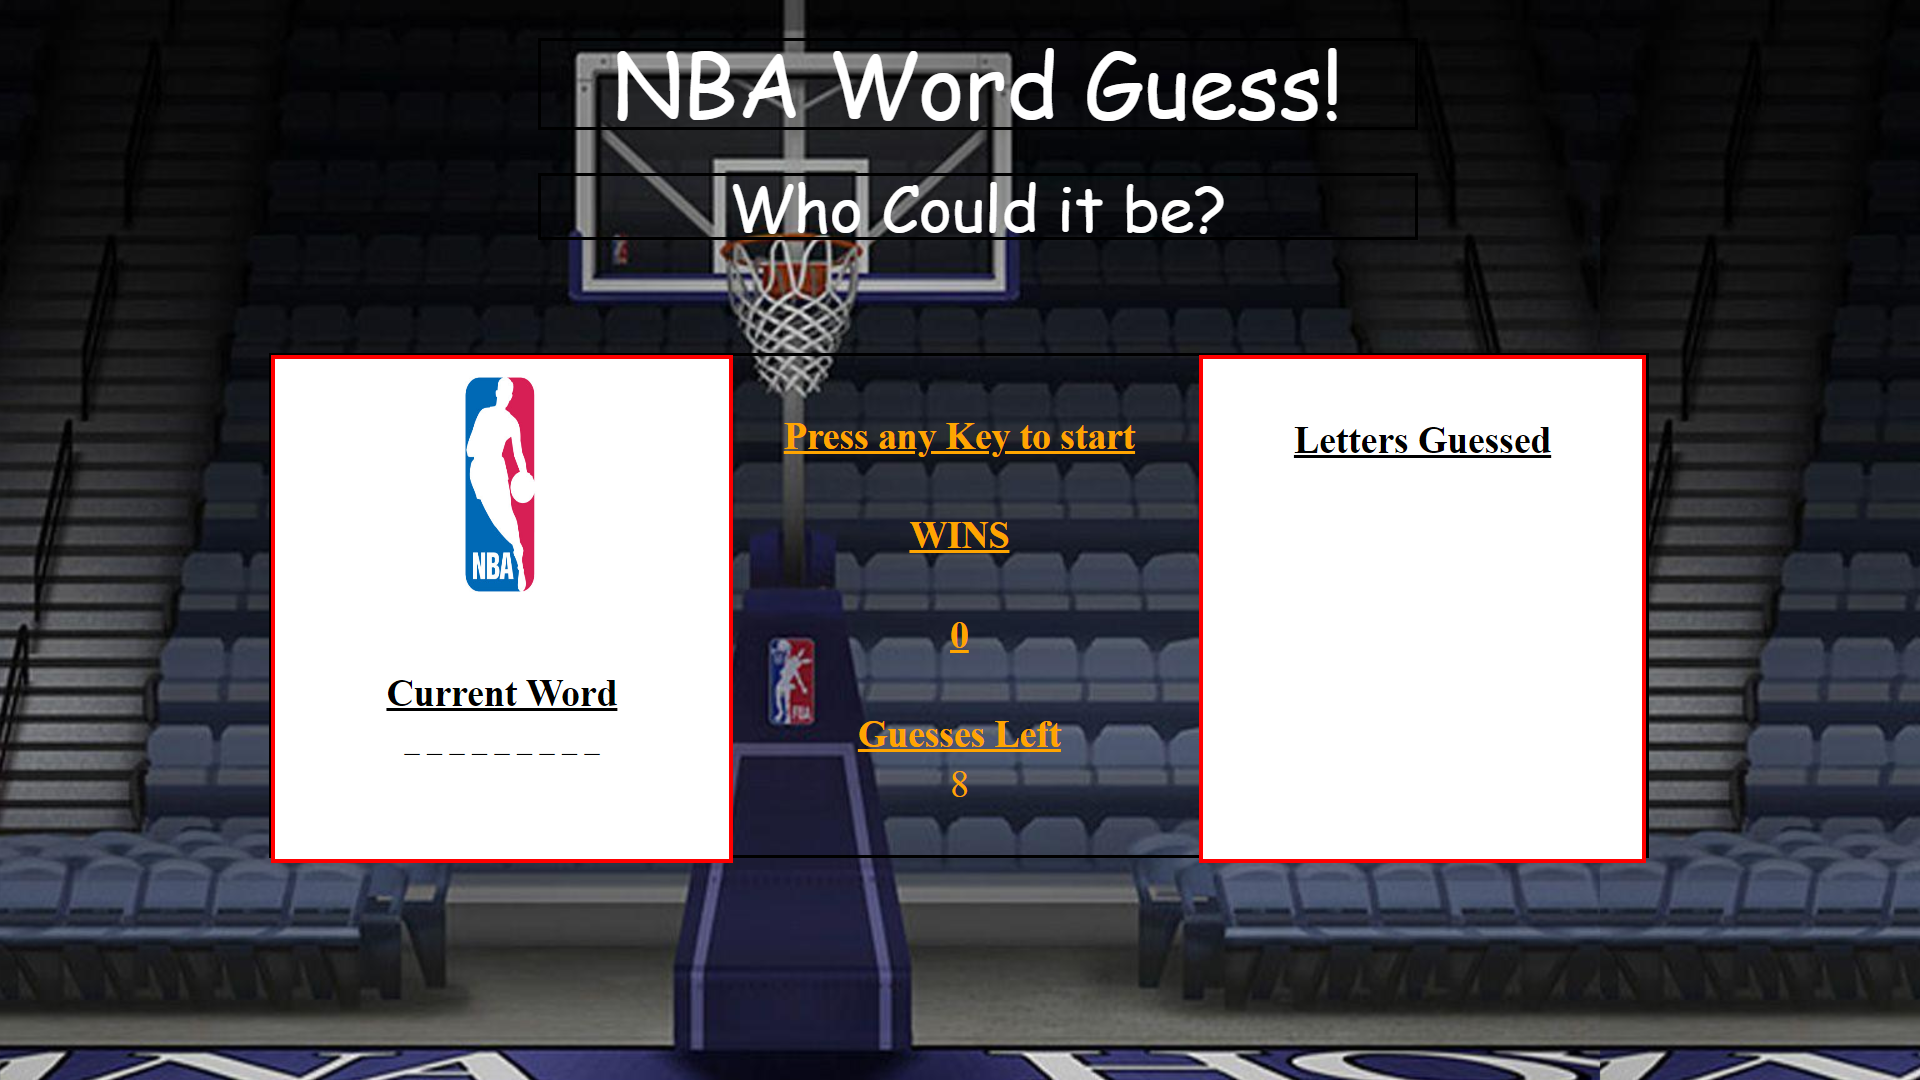 NBA Word Guess!
Who Could it be?
NBA
Current Word
_ _ _ _ _ _ _ _ _
Press any Key to start
WINS
0
Guesses Left
8
Letters Guessed